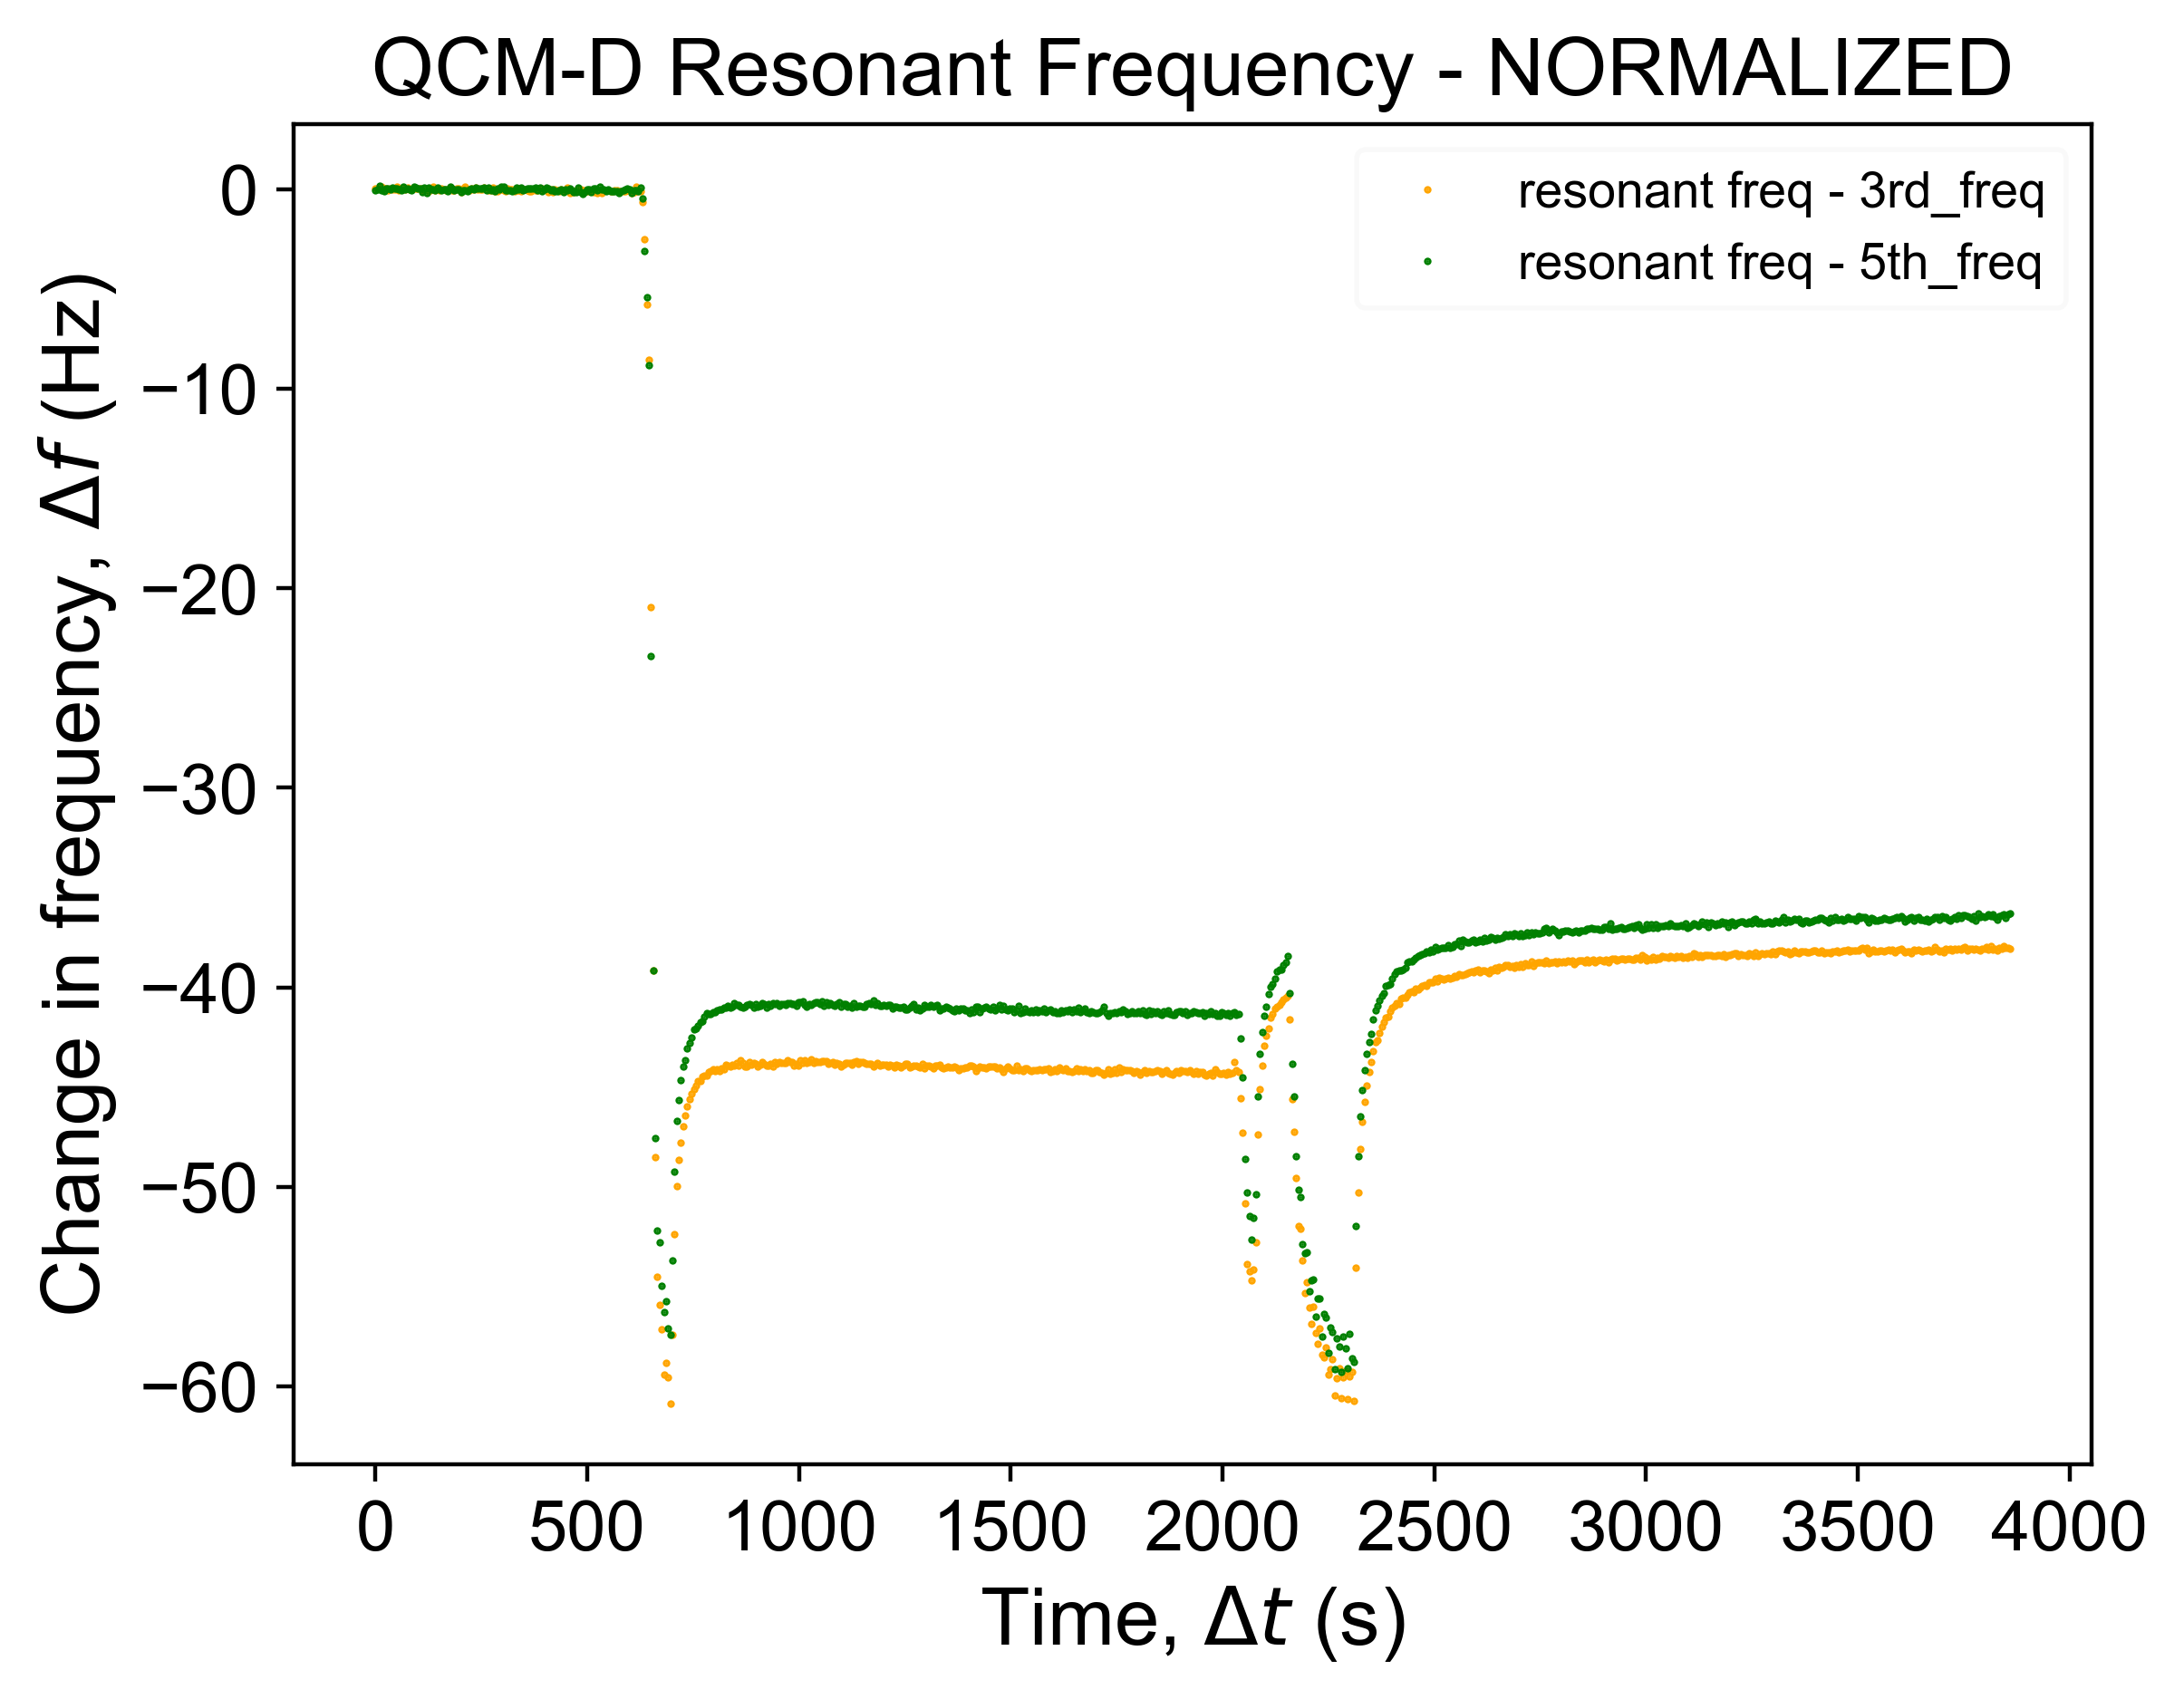 QCM-D Resonant Frequency - NORMALIZED
resonant freq - 3rd_freq
resonant freq - 5th_freq
Change in frequency, Δf (Hz)
0
−10
−20
−30
−40
−50
−60
0 500 1000 1500 2000 2500 3000 3500 4000
Time, Δt (s)